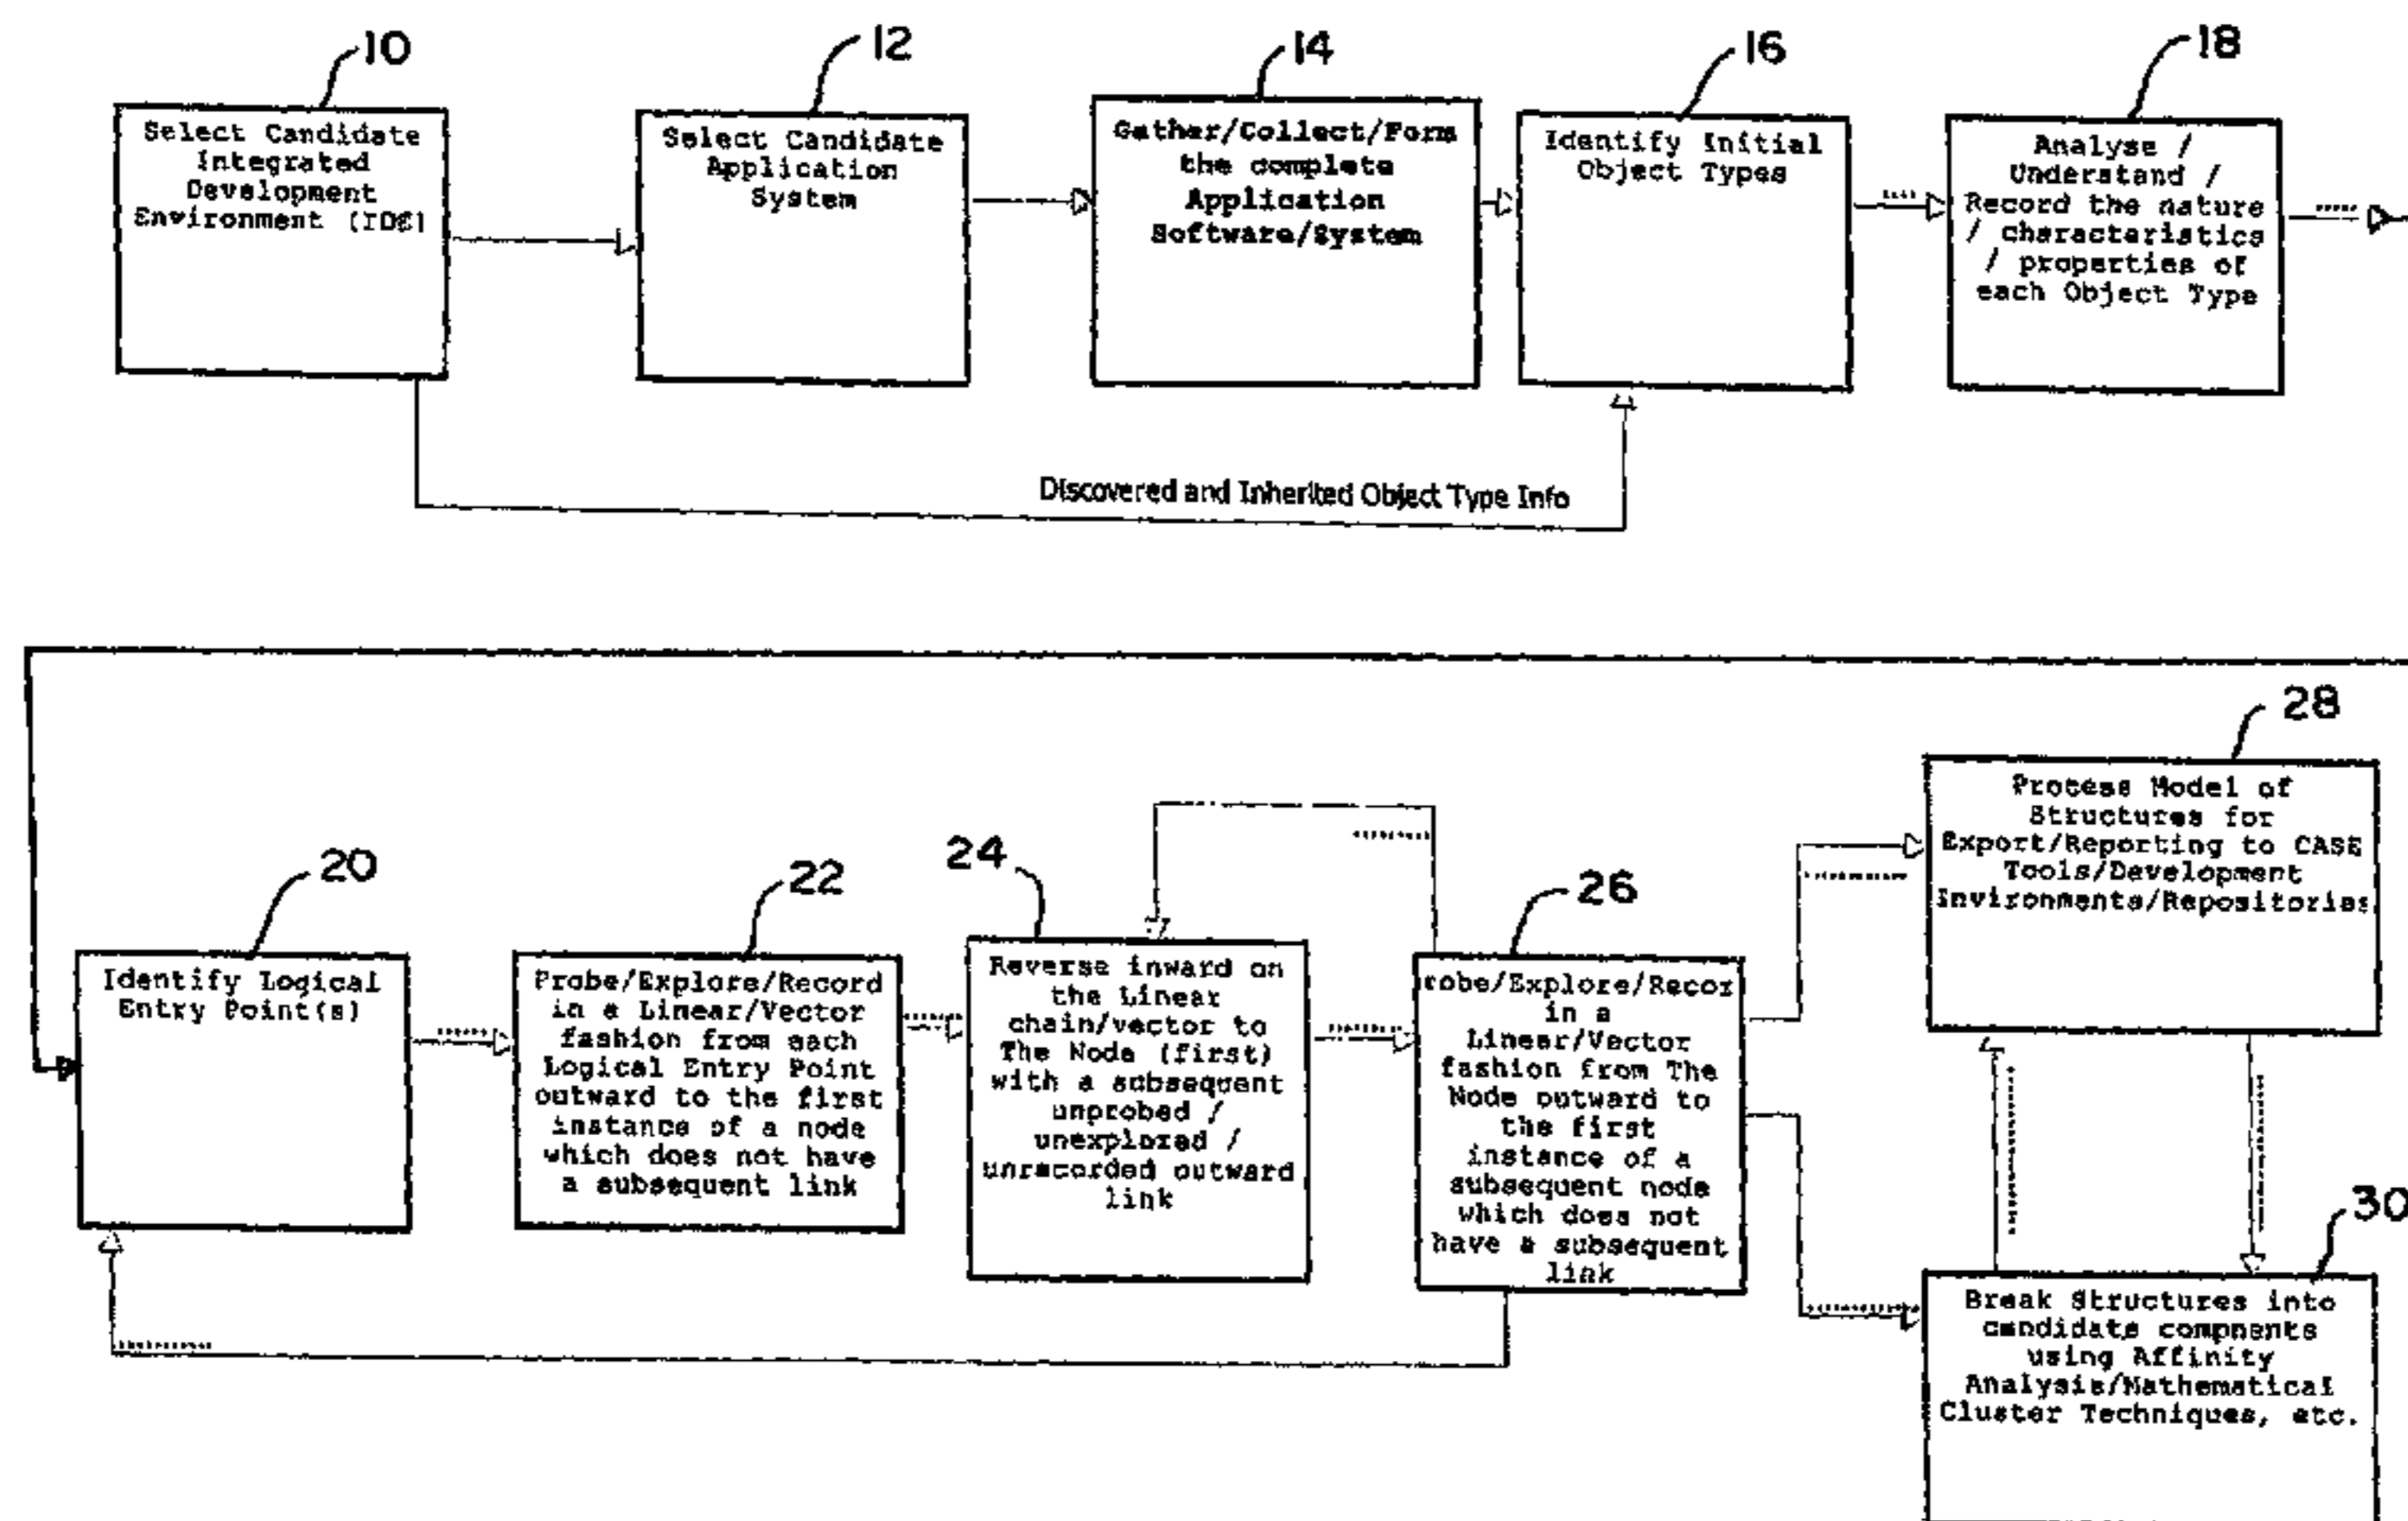 10
Select Candidate
Integrated
Development
Environment (IDE)
12
Select Candidate
Application
System
14
Gather/Collect/Form
the complete
Application
Software/System
16
Identify Initial
Object Types
18
Analyse /
Understand /
Record the nature
/ characteristics
/ properties of
each Object Type
Discovered and Inherited Object Type Info
20
Identify Logical
Entry Point(s)
22
Probe/Explore/Record
in a Linear/Vector
fashion from each
Logical Entry Point
outward to the first
instance of a node
which does not have
a subsequent link
24
Reverse inward on
the Linear
chain/vector to
The Node (first)
with a subsequent
unprobed /
unexplored /
unrecorded outward
link
26
robe/Explore/Recor
in a
Linear/Vector
fashion from The
Node outward to
the first
instance of a
subsequent node
which does not
have a subsequent
link
28
Process Model of
Structures for
Export/Reporting to CASE
Tools/Development
Environments/Repositories
30
Break Structures into
candidate compnents
using Affinity
Analysis/Mathematical
Cluster Techniques, etc.